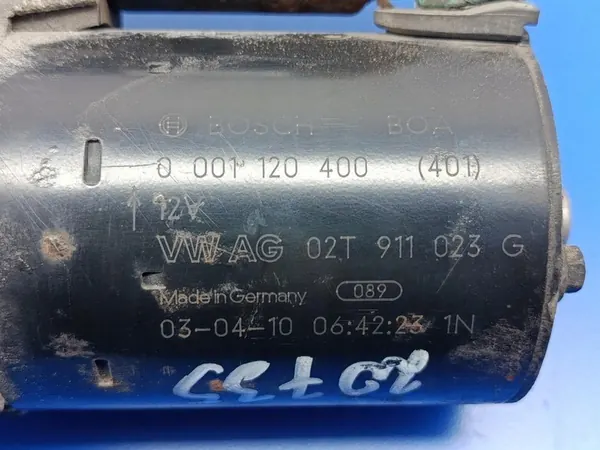 BOSCH BOA
0 001 120 400 (401)
12V
VW AG 02T 911 023 G
Made in Germany 089
03-04-10 06:42:23 1N